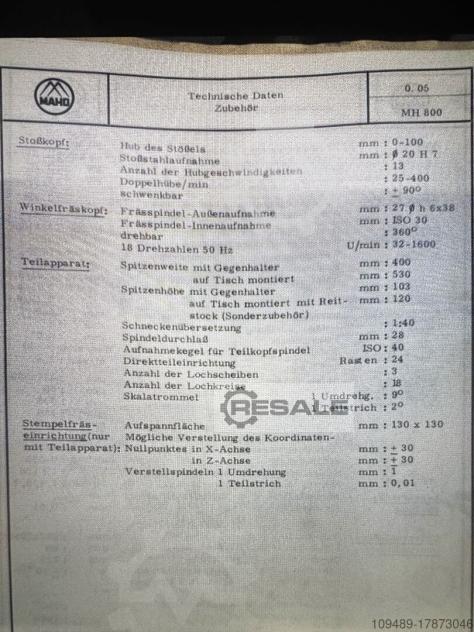 MAHO
Technische Daten
Zubehör
0. 05
MH 800
Stoßkopf: Hub des Stößels mm : 0-100
Stoßstahlaufnahme mm : ø 20 H 7
Anzahl der Hubgeschwindigkeiten : 13
Doppelhübe/min : 25-400
schwenkbar : ± 90°
Winkelfräskopf: Frässpindel-Außenaufnahme mm : 27 ø h 6x38
Frässpindel-Innenaufnahme mm : ISO 30
drehbar : 360°
18 Drehzahlen 50 Hz U/min : 32-1600
Teilapparat: Spitzenweite mit Gegenhalter mm : 400
auf Tisch montiert mm : 530
Spitzenhöhe mit Gegenhalter mm : 103
auf Tisch montiert mit Reit- mm : 120
stock (Sonderzubehör)
Schneckenübersetzung : 1:40
Spindeldurchlaß mm : 28
Aufnahmekegel für Teilkopfspindel ISO : 40
Direktteileinrichtung Rasten : 24
Anzahl der Lochscheiben : 3
Anzahl der Lochkreise : 18
Skalatrommel 1 Umdrehg. : 9°
1 Teilstrich : 2°
RESALE
Stempelfräs- Aufspannfläche mm : 130 x 130
einrichtung(nur Mögliche Verstellung des Koordinaten-
mit Teilapparat): Nullpunktes in X-Achse mm : ± 30
in Z-Achse mm : ± 30
Verstellspindeln 1 Umdrehung mm : 1
1 Teilstrich mm : 0,01
109489-17873046